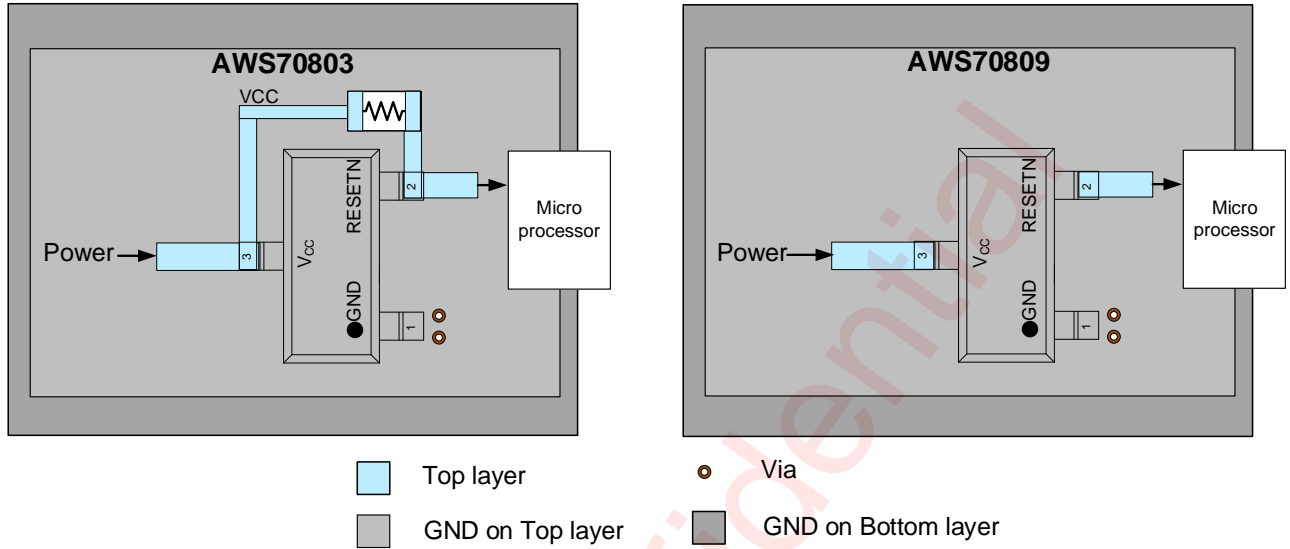 AWS70803
VCC
RESETN
2
Micro
processor
Power
3
VCC
GND
1
AWS70809
RESETN
2
Micro
processor
Power
3
VCC
GND
1
Top layer
Via
GND on Top layer
GND on Bottom layer